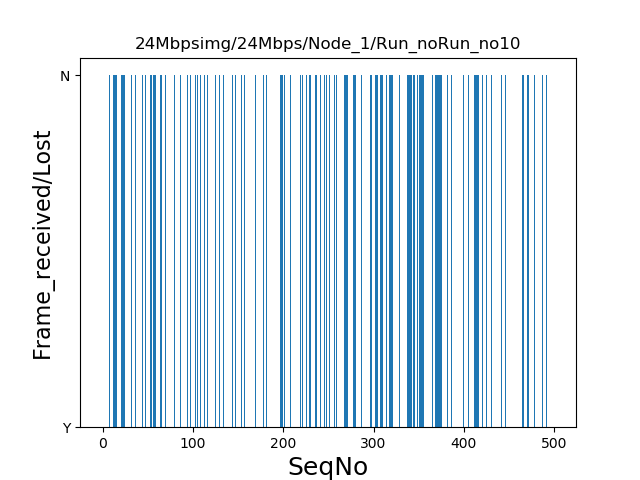 24Mbpsimg/24Mbps/Node_1/Run_noRun_no10
N
Frame_received/Lost
Y
0 100 200 300 400 500
SeqNo